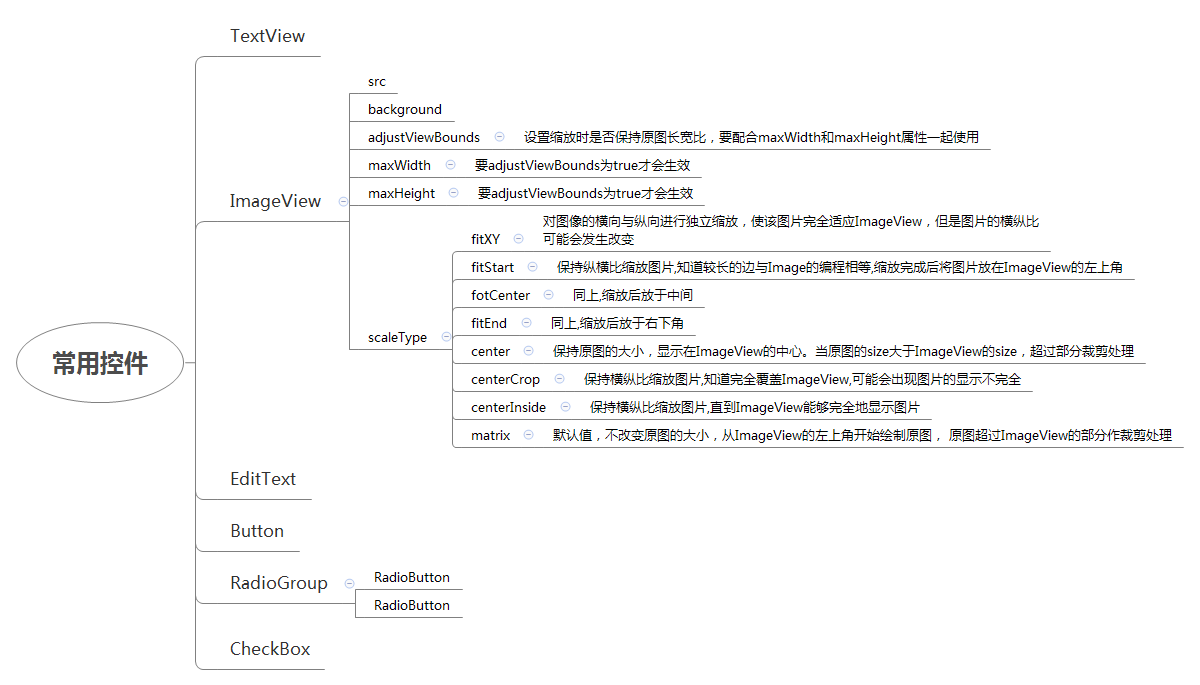 常用控件
TextView
ImageView
src
background
adjustViewBounds
设置缩放时是否保持原图长宽比，要配合maxWidth和maxHeight属性一起使用
maxWidth
要adjustViewBounds为true才会生效
maxHeight
要adjustViewBounds为true才会生效
scaleType
fitXY
对图像的横向与纵向进行独立缩放，使该图片完全适应ImageView，但是图片的横纵比
可能会发生改变
fitStart
保持纵横比缩放图片,知道较长的边与Image的编程相等,缩放完成后将图片放在ImageView的左上角
fotCenter
同上,缩放后放于中间
fitEnd
同上,缩放后放于右下角
center
保持原图的大小，显示在ImageView的中心。当原图的size大于ImageView的size，超过部分裁剪处理
centerCrop
保持横纵比缩放图片,知道完全覆盖ImageView,可能会出现图片的显示不完全
centerInside
保持横纵比缩放图片,直到ImageView能够完全地显示图片
matrix
默认值，不改变原图的大小，从ImageView的左上角开始绘制原图， 原图超过ImageView的部分作裁剪处理
EditText
Button
RadioGroup
RadioButton
RadioButton
CheckBox